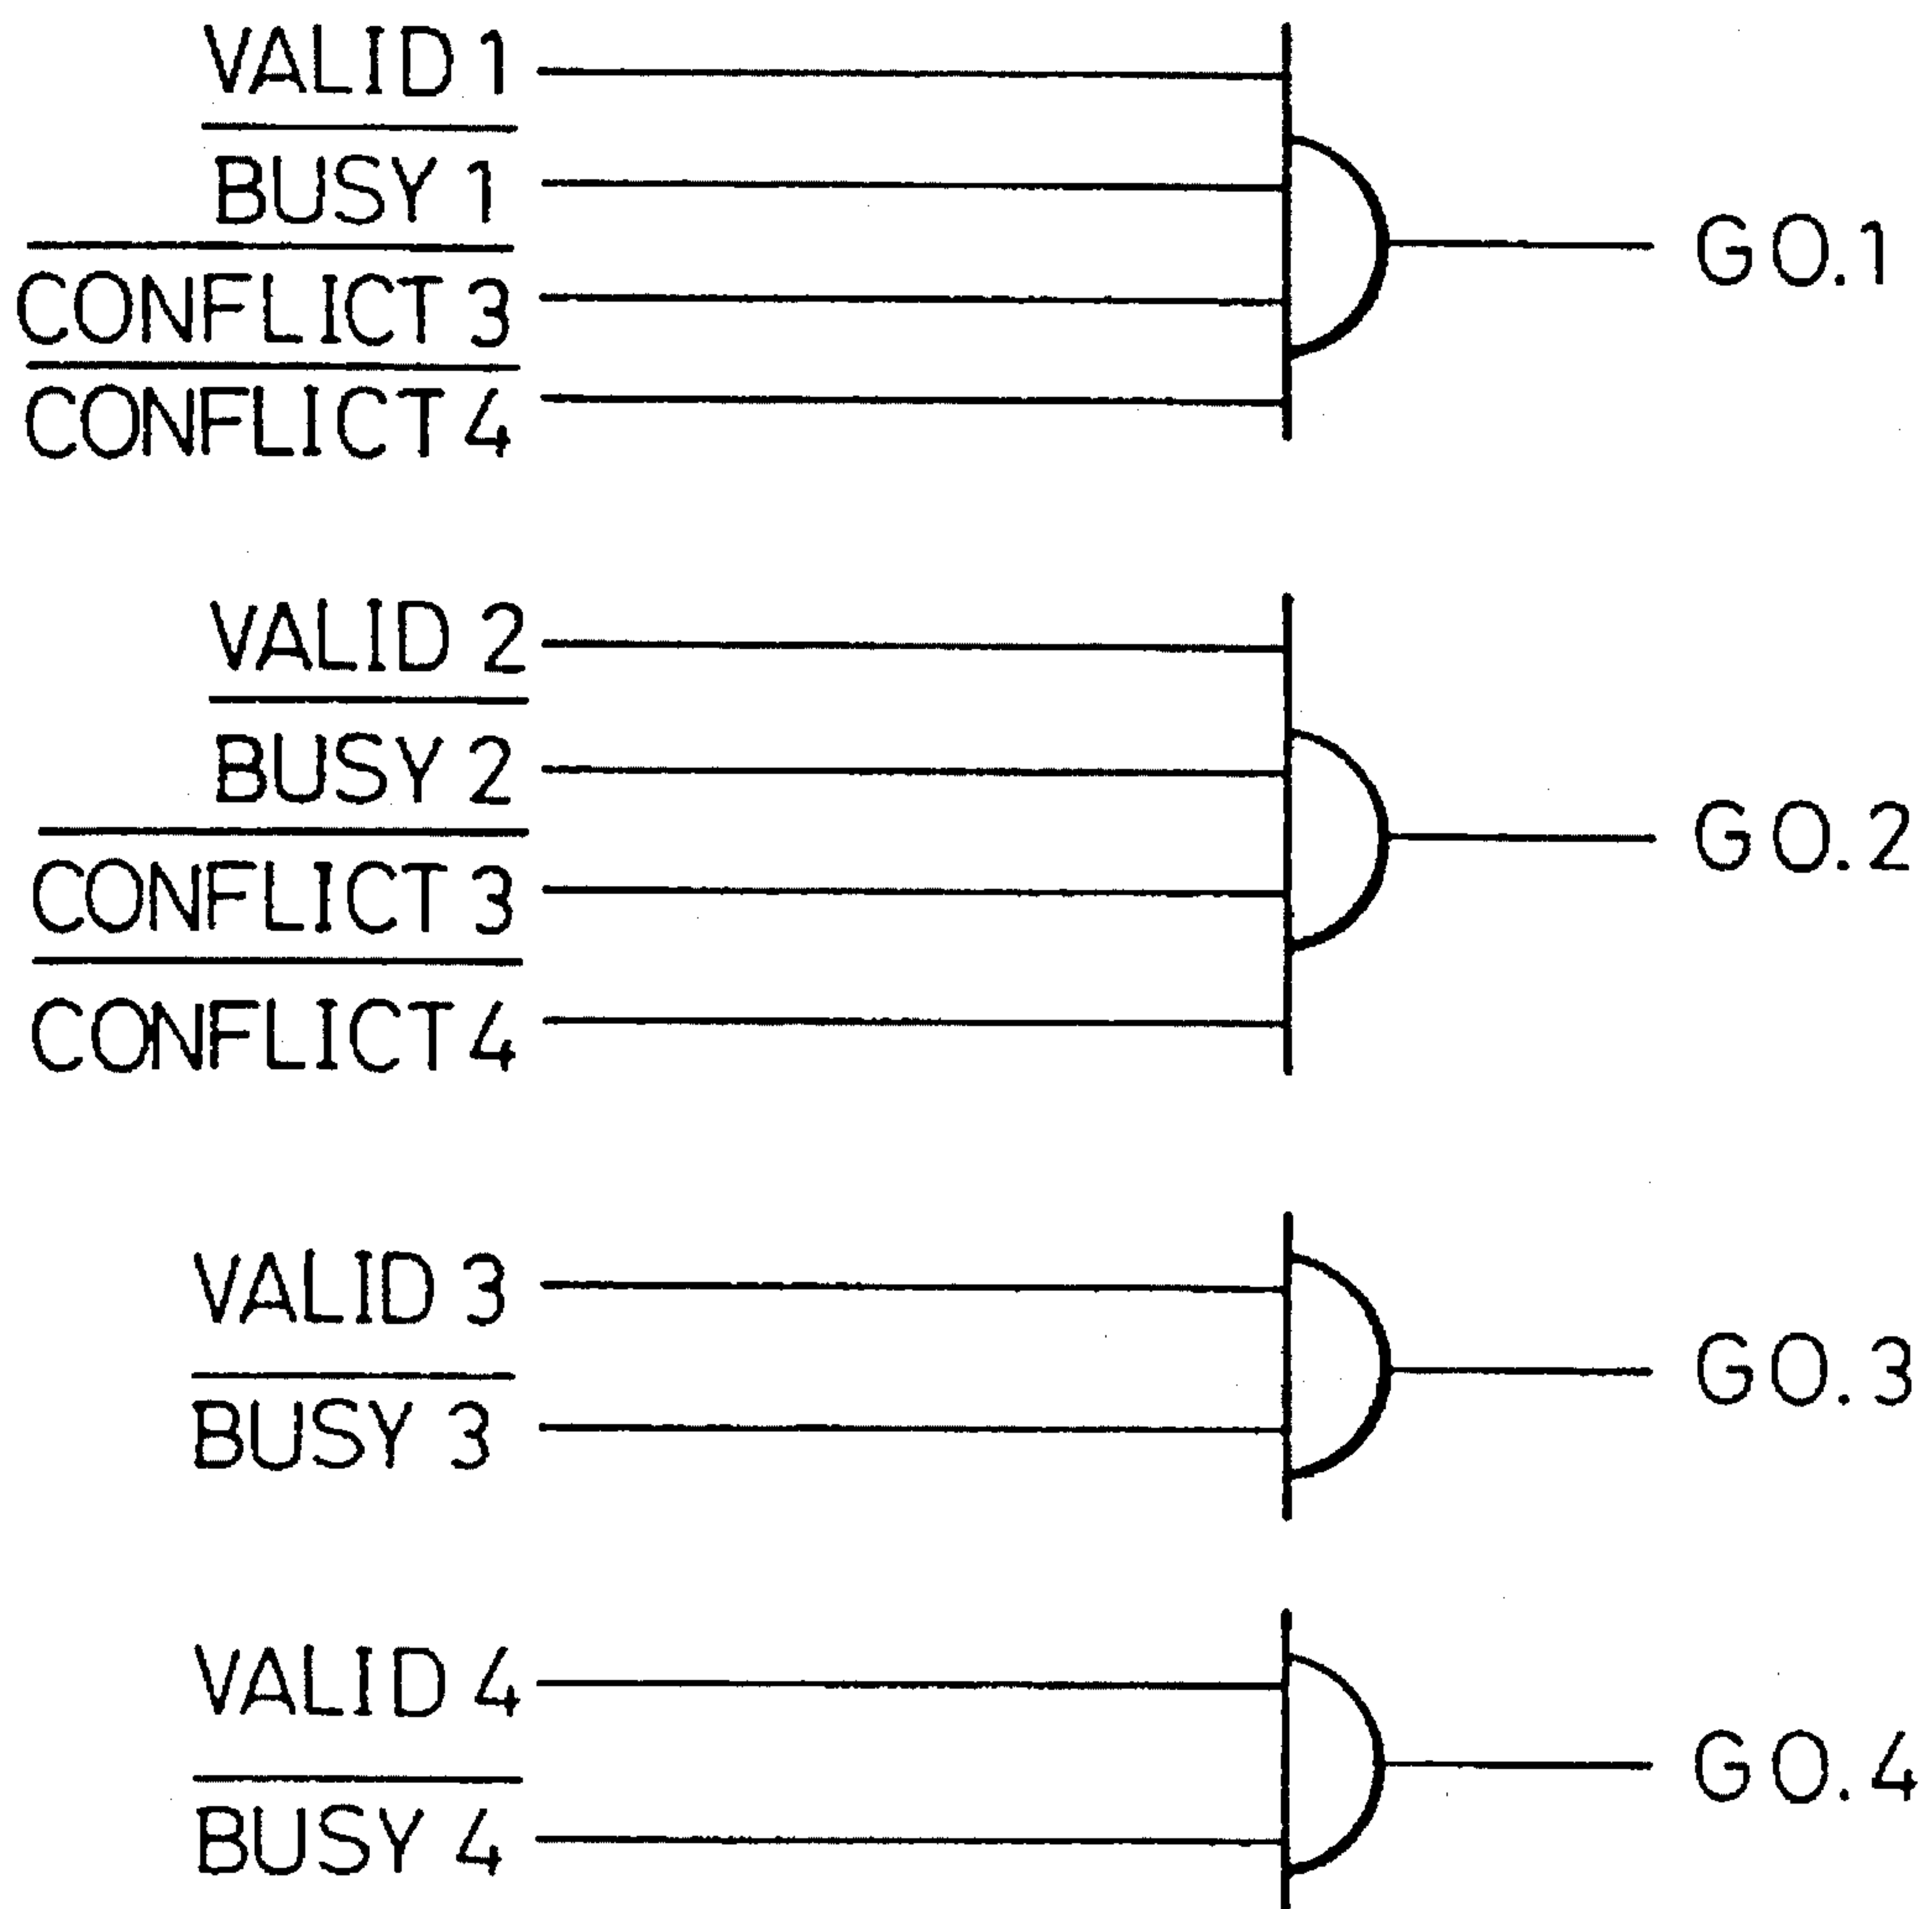 VALID 1
BUSY 1
CONFLICT 3
CONFLICT 4
GO.1
VALID 2
BUSY 2
CONFLICT 3
CONFLICT 4
GO.2
VALID 3
BUSY 3
GO.3
VALID 4
BUSY 4
GO.4